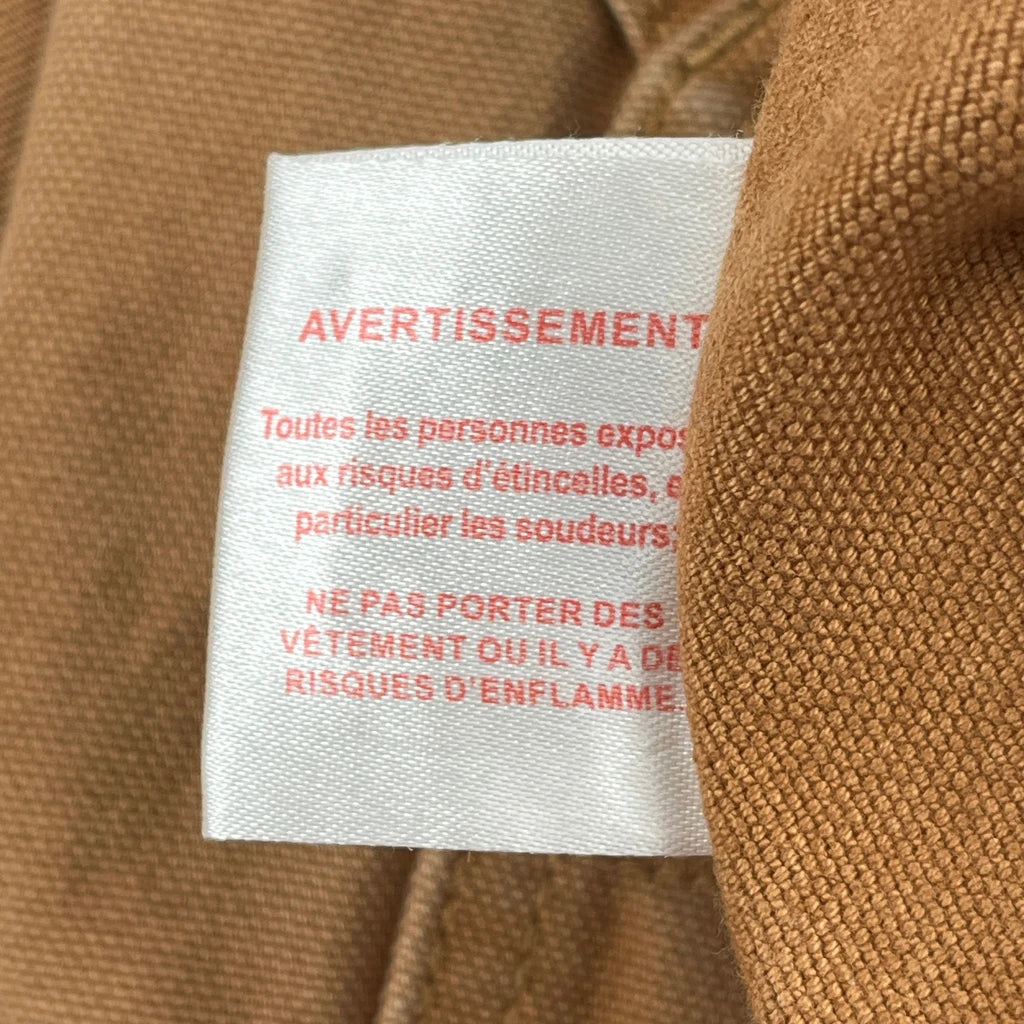 AVERTISSEMENT
Toutes les personnes expos
aux risques d'étincelles, e
particulier les soudeurs;
NE PAS PORTER DES
VÊTEMENT OU IL Y A DE
RISQUES D'ENFLAMME.